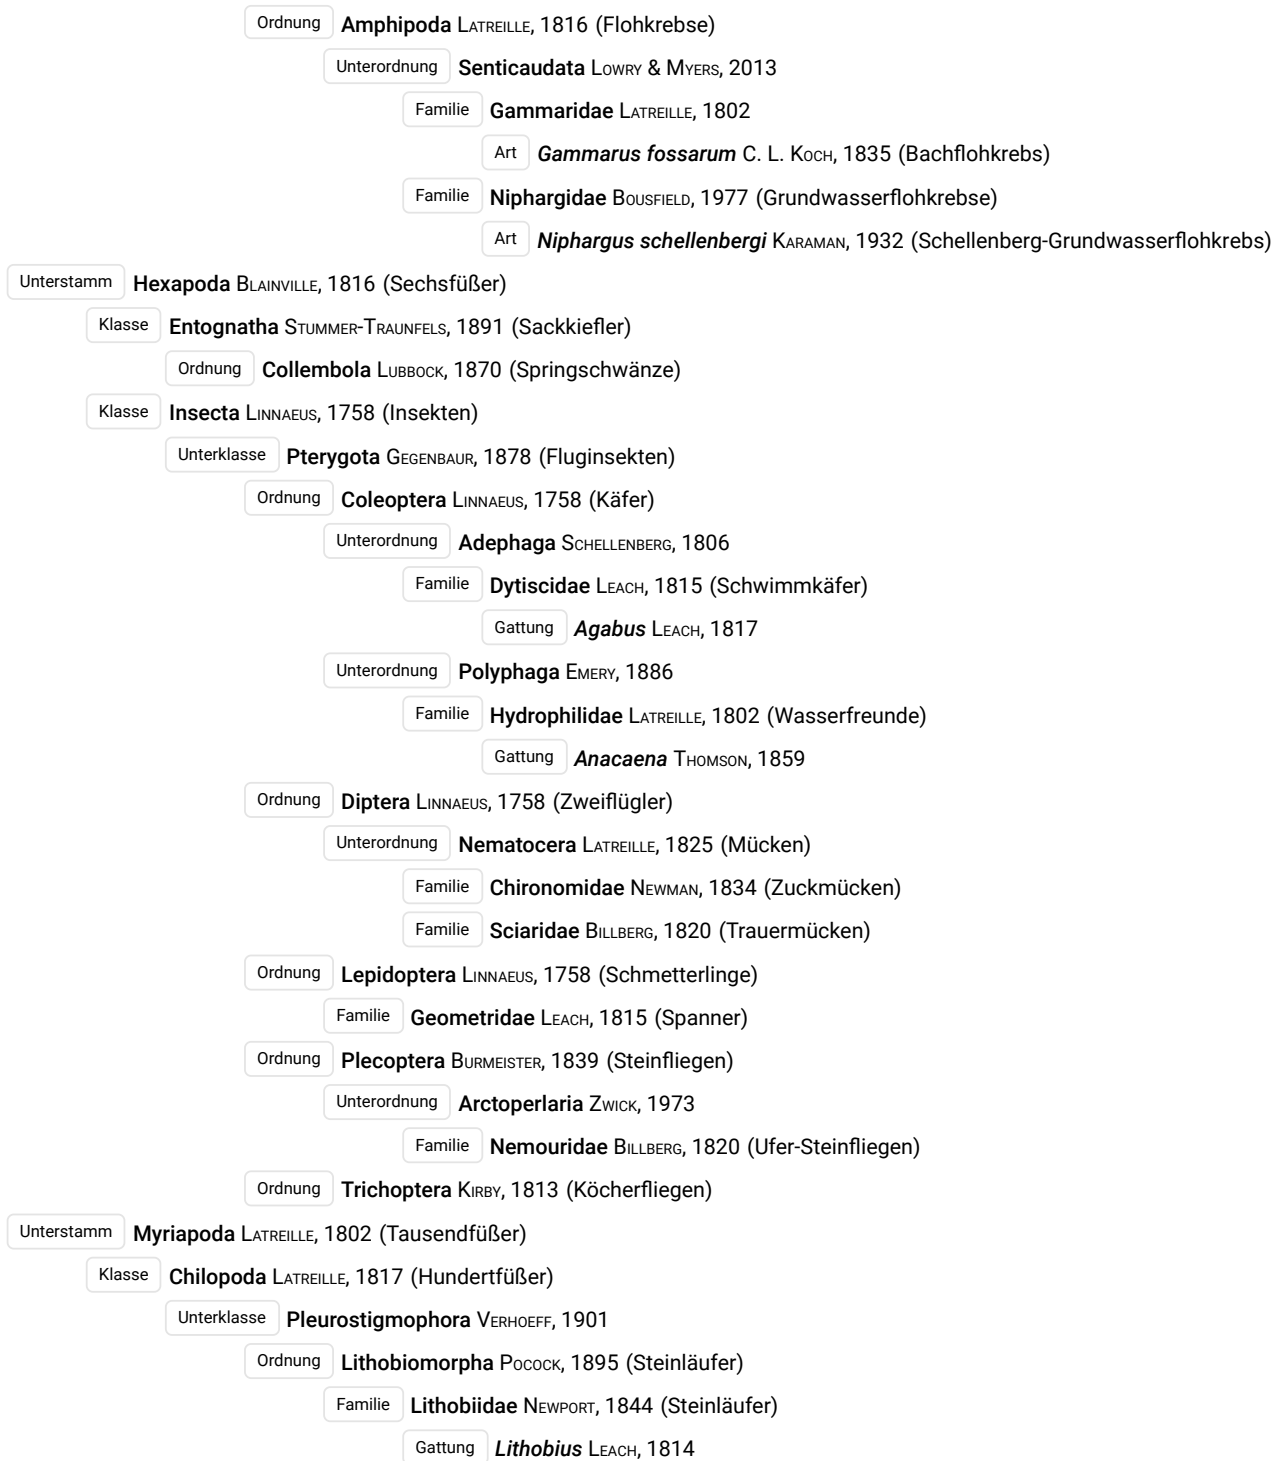 Ordnung Amphipoda Latreille, 1816 (Flohkrebse)
Unterordnung Senticaudata Lowry & Myers, 2013
Familie Gammaridae Latreille, 1802
Art Gammarus fossarum C. L. Koch, 1835 (Bachflohkrebs)
Familie Niphargidae Bousfield, 1977 (Grundwasserflohkrebse)
Art Niphargus schellenbergi Karaman, 1932 (Schellenberg-Grundwasserflohkrebs)
Unterstamm Hexapoda Blainville, 1816 (Sechsfüßer)
Klasse Entognatha Stummer-Traunfels, 1891 (Sackkiefler)
Ordnung Collembola Lubbock, 1870 (Springschwänze)
Klasse Insecta Linnaeus, 1758 (Insekten)
Unterklasse Pterygota Gegenbaur, 1878 (Fluginsekten)
Ordnung Coleoptera Linnaeus, 1758 (Käfer)
Unterordnung Adephaga Schellenberg, 1806
Familie Dytiscidae Leach, 1815 (Schwimmkäfer)
Gattung Agabus Leach, 1817
Unterordnung Polyphaga Emery, 1886
Familie Hydrophilidae Latreille, 1802 (Wasserfreunde)
Gattung Anacaena Thomson, 1859
Ordnung Diptera Linnaeus, 1758 (Zweiflügler)
Unterordnung Nematocera Latreille, 1825 (Mücken)
Familie Chironomidae Newman, 1834 (Zuckmücken)
Familie Sciaridae Billberg, 1820 (Trauermücken)
Ordnung Lepidoptera Linnaeus, 1758 (Schmetterlinge)
Familie Geometridae Leach, 1815 (Spanner)
Ordnung Plecoptera Burmeister, 1839 (Steinfliegen)
Unterordnung Arctoperlaria Zwick, 1973
Familie Nemouridae Billberg, 1820 (Ufer-Steinfliegen)
Ordnung Trichoptera Kirby, 1813 (Köcherfliegen)
Unterstamm Myriapoda Latreille, 1802 (Tausendfüßer)
Klasse Chilopoda Latreille, 1817 (Hundertfüßer)
Unterklasse Pleurostigmophora Verhoeff, 1901
Ordnung Lithobiomorpha Pocock, 1895 (Steinläufer)
Familie Lithobiidae Newport, 1844 (Steinläufer)
Gattung Lithobius Leach, 1814